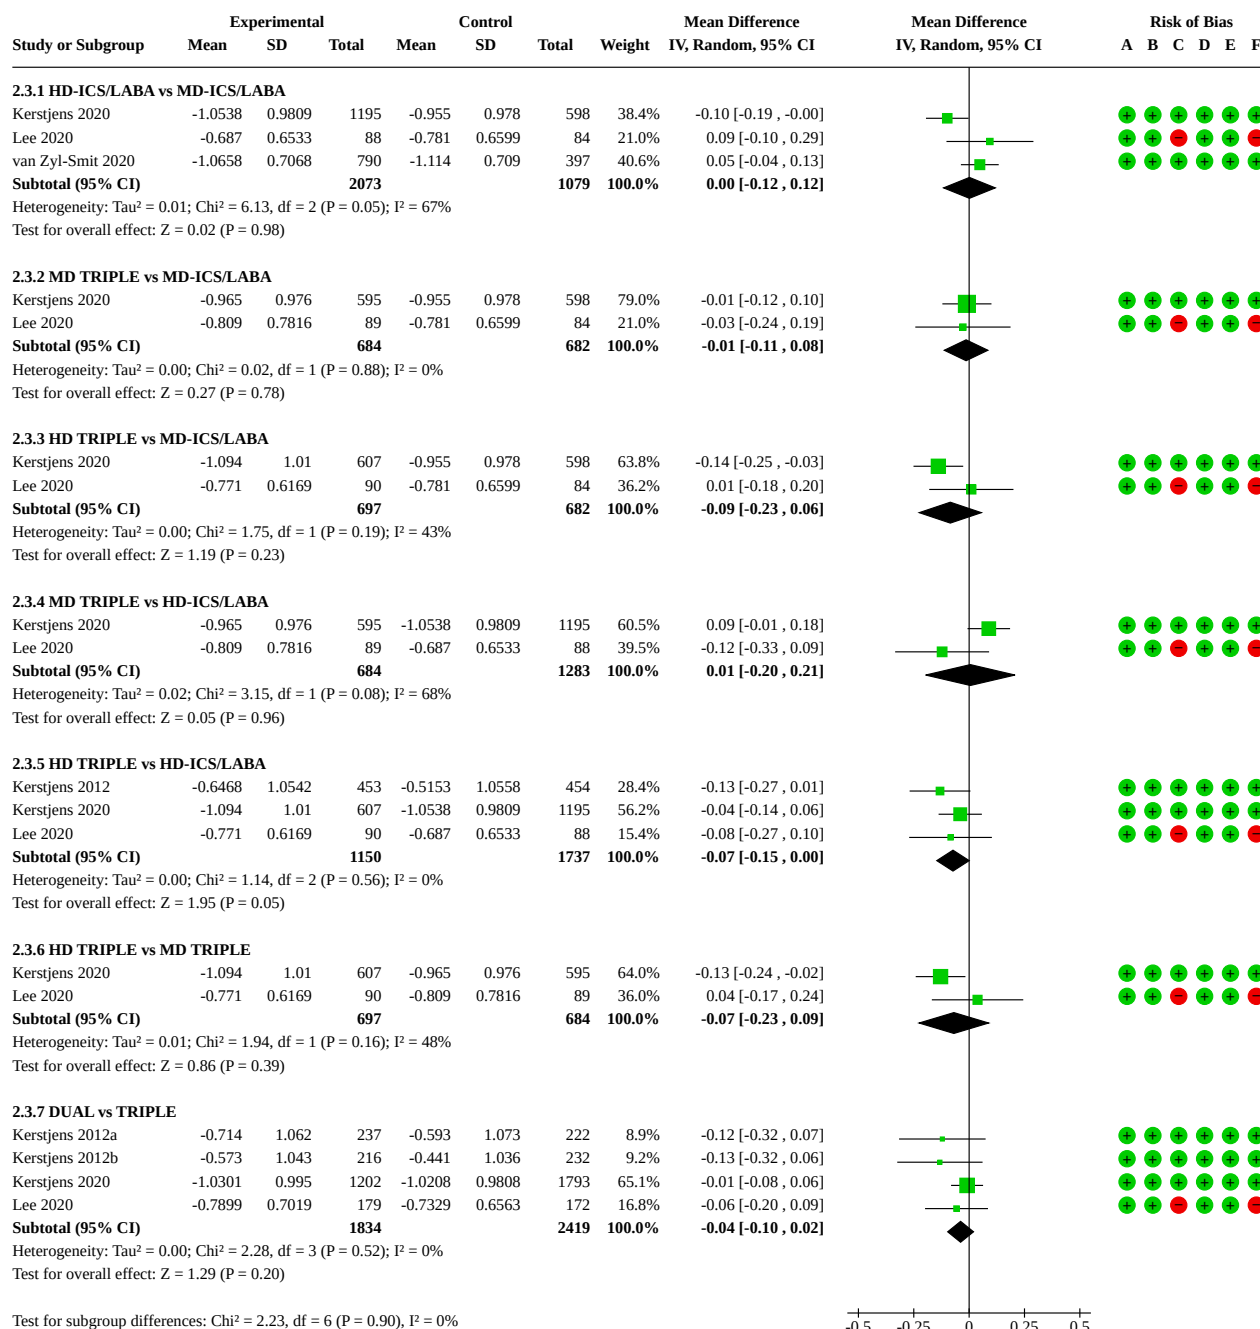 Experimental Control Mean Difference Mean Difference Risk of Bias
Study or Subgroup Mean SD Total Mean SD Total Weight IV, Random, 95% CI IV, Random, 95% CI A B C D E F
2.3.1 HD-ICS/LABA vs MD-ICS/LABA
Kerstjens 2020 -1.0538 0.9809 1195 -0.955 0.978 598 38.4% -0.10 [-0.19 , -0.00] + + + + + +
Lee 2020 -0.687 0.6533 88 -0.781 0.6599 84 21.0% 0.09 [-0.10 , 0.29] + + − + + −
van Zyl-Smit 2020 -1.0658 0.7068 790 -1.114 0.709 397 40.6% 0.05 [-0.04 , 0.13] + + + + + +
Subtotal (95% CI) 2073 1079 100.0% 0.00 [-0.12 , 0.12]
Heterogeneity: Tau² = 0.01; Chi² = 6.13, df = 2 (P = 0.05); I² = 67%
Test for overall effect: Z = 0.02 (P = 0.98)
2.3.2 MD TRIPLE vs MD-ICS/LABA
Kerstjens 2020 -0.965 0.976 595 -0.955 0.978 598 79.0% -0.01 [-0.12 , 0.10] + + + + + +
Lee 2020 -0.809 0.7816 89 -0.781 0.6599 84 21.0% -0.03 [-0.24 , 0.19] + + − + + −
Subtotal (95% CI) 684 682 100.0% -0.01 [-0.11 , 0.08]
Heterogeneity: Tau² = 0.00; Chi² = 0.02, df = 1 (P = 0.88); I² = 0%
Test for overall effect: Z = 0.27 (P = 0.78)
2.3.3 HD TRIPLE vs MD-ICS/LABA
Kerstjens 2020 -1.094 1.01 607 -0.955 0.978 598 63.8% -0.14 [-0.25 , -0.03] + + + + + +
Lee 2020 -0.771 0.6169 90 -0.781 0.6599 84 36.2% 0.01 [-0.18 , 0.20] + + − + + −
Subtotal (95% CI) 697 682 100.0% -0.09 [-0.23 , 0.06]
Heterogeneity: Tau² = 0.00; Chi² = 1.75, df = 1 (P = 0.19); I² = 43%
Test for overall effect: Z = 1.19 (P = 0.23)
2.3.4 MD TRIPLE vs HD-ICS/LABA
Kerstjens 2020 -0.965 0.976 595 -1.0538 0.9809 1195 60.5% 0.09 [-0.01 , 0.18] + + + + + +
Lee 2020 -0.809 0.7816 89 -0.687 0.6533 88 39.5% -0.12 [-0.33 , 0.09] + + − + + −
Subtotal (95% CI) 684 1283 100.0% 0.01 [-0.20 , 0.21]
Heterogeneity: Tau² = 0.02; Chi² = 3.15, df = 1 (P = 0.08); I² = 68%
Test for overall effect: Z = 0.05 (P = 0.96)
2.3.5 HD TRIPLE vs HD-ICS/LABA
Kerstjens 2012 -0.6468 1.0542 453 -0.5153 1.0558 454 28.4% -0.13 [-0.27 , 0.01] + + + + + +
Kerstjens 2020 -1.094 1.01 607 -1.0538 0.9809 1195 56.2% -0.04 [-0.14 , 0.06] + + + + + +
Lee 2020 -0.771 0.6169 90 -0.687 0.6533 88 15.4% -0.08 [-0.27 , 0.10] + + − + + −
Subtotal (95% CI) 1150 1737 100.0% -0.07 [-0.15 , 0.00]
Heterogeneity: Tau² = 0.00; Chi² = 1.14, df = 2 (P = 0.56); I² = 0%
Test for overall effect: Z = 1.95 (P = 0.05)
2.3.6 HD TRIPLE vs MD TRIPLE
Kerstjens 2020 -1.094 1.01 607 -0.965 0.976 595 64.0% -0.13 [-0.24 , -0.02] + + + + + +
Lee 2020 -0.771 0.6169 90 -0.809 0.7816 89 36.0% 0.04 [-0.17 , 0.24] + + − + + −
Subtotal (95% CI) 697 684 100.0% -0.07 [-0.23 , 0.09]
Heterogeneity: Tau² = 0.01; Chi² = 1.94, df = 1 (P = 0.16); I² = 48%
Test for overall effect: Z = 0.86 (P = 0.39)
2.3.7 DUAL vs TRIPLE
Kerstjens 2012a -0.714 1.062 237 -0.593 1.073 222 8.9% -0.12 [-0.32 , 0.07] + + + + + +
Kerstjens 2012b -0.573 1.043 216 -0.441 1.036 232 9.2% -0.13 [-0.32 , 0.06] + + + + + +
Kerstjens 2020 -1.0301 0.995 1202 -1.0208 0.9808 1793 65.1% -0.01 [-0.08 , 0.06] + + + + + +
Lee 2020 -0.7899 0.7019 179 -0.7329 0.6563 172 16.8% -0.06 [-0.20 , 0.09] + + − + + −
Subtotal (95% CI) 1834 2419 100.0% -0.04 [-0.10 , 0.02]
Heterogeneity: Tau² = 0.00; Chi² = 2.28, df = 3 (P = 0.52); I² = 0%
Test for overall effect: Z = 1.29 (P = 0.20)
Test for subgroup differences: Chi² = 2.23, df = 6 (P = 0.90), I² = 0%
-0.5 -0.25 0 0.25 0.5